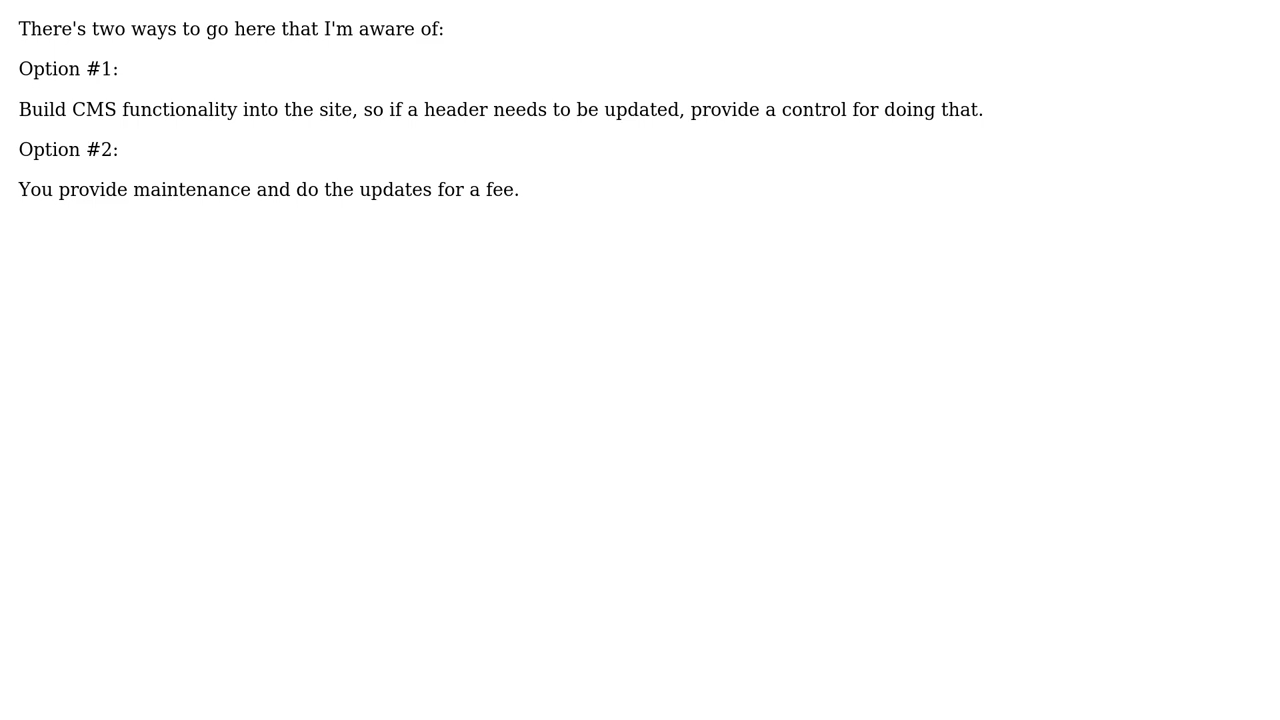 There's two ways to go here that I'm aware of:
Option #1:
Build CMS functionality into the site, so if a header needs to be updated, provide a control for doing that.
Option #2:
You provide maintenance and do the updates for a fee.